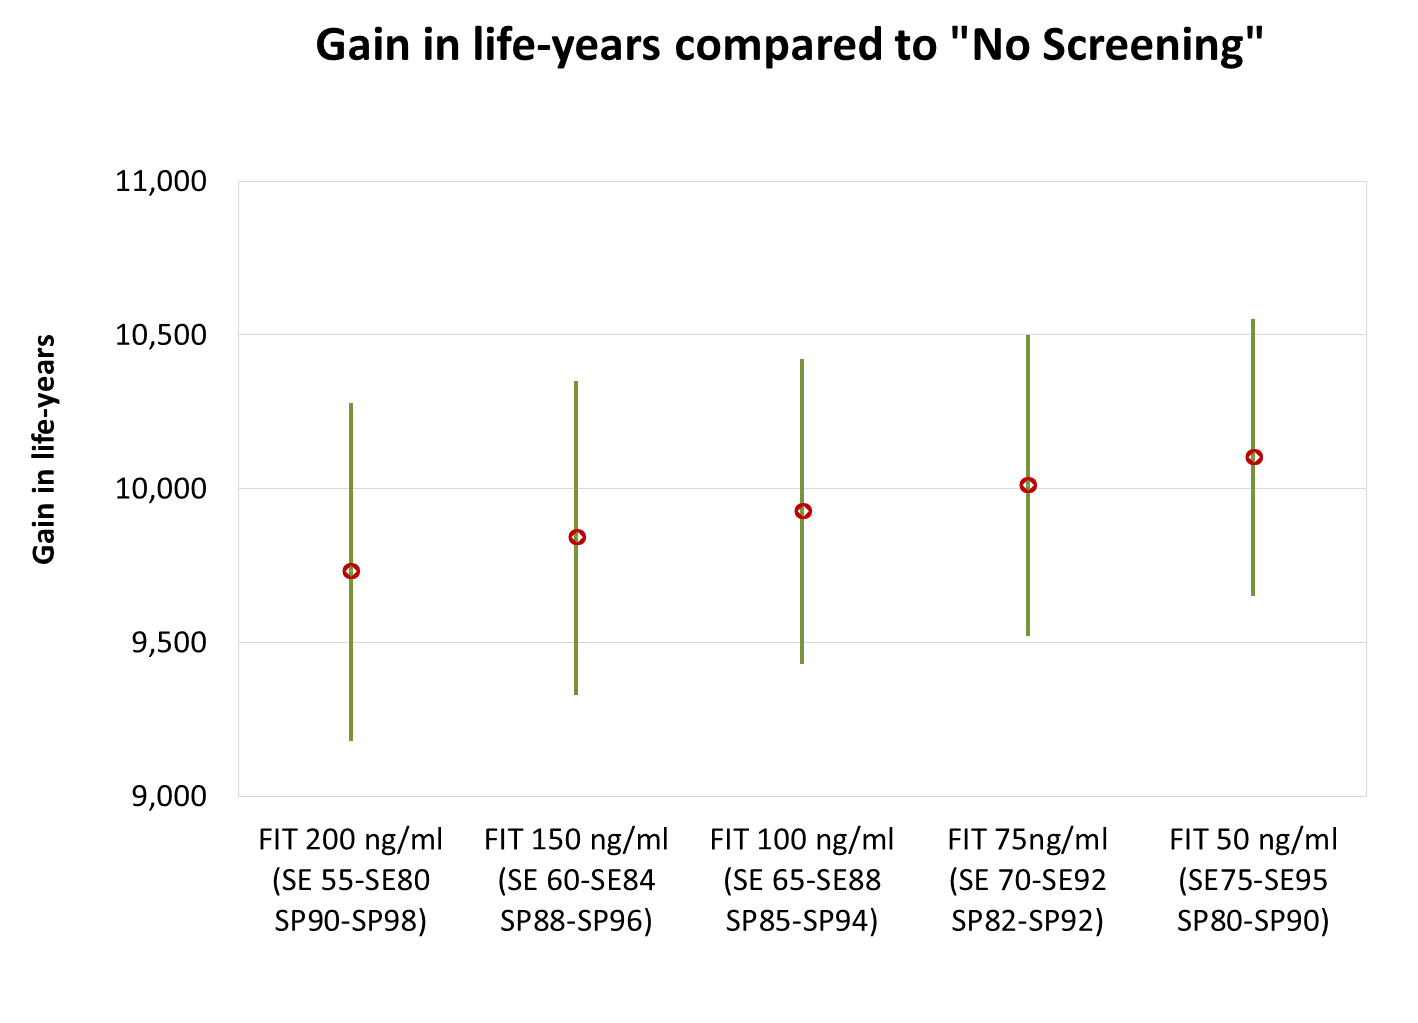 Gain in life-years compared to "No Screening"
Gain in life-years
11,000
10,500
10,000
9,500
9,000
FIT 200 ng/ml
(SE 55-SE80
SP90-SP98)
FIT 150 ng/ml
(SE 60-SE84
SP88-SP96)
FIT 100 ng/ml
(SE 65-SE88
SP85-SP94)
FIT 75ng/ml
(SE 70-SE92
SP82-SP92)
FIT 50 ng/ml
(SE75-SE95
SP80-SP90)